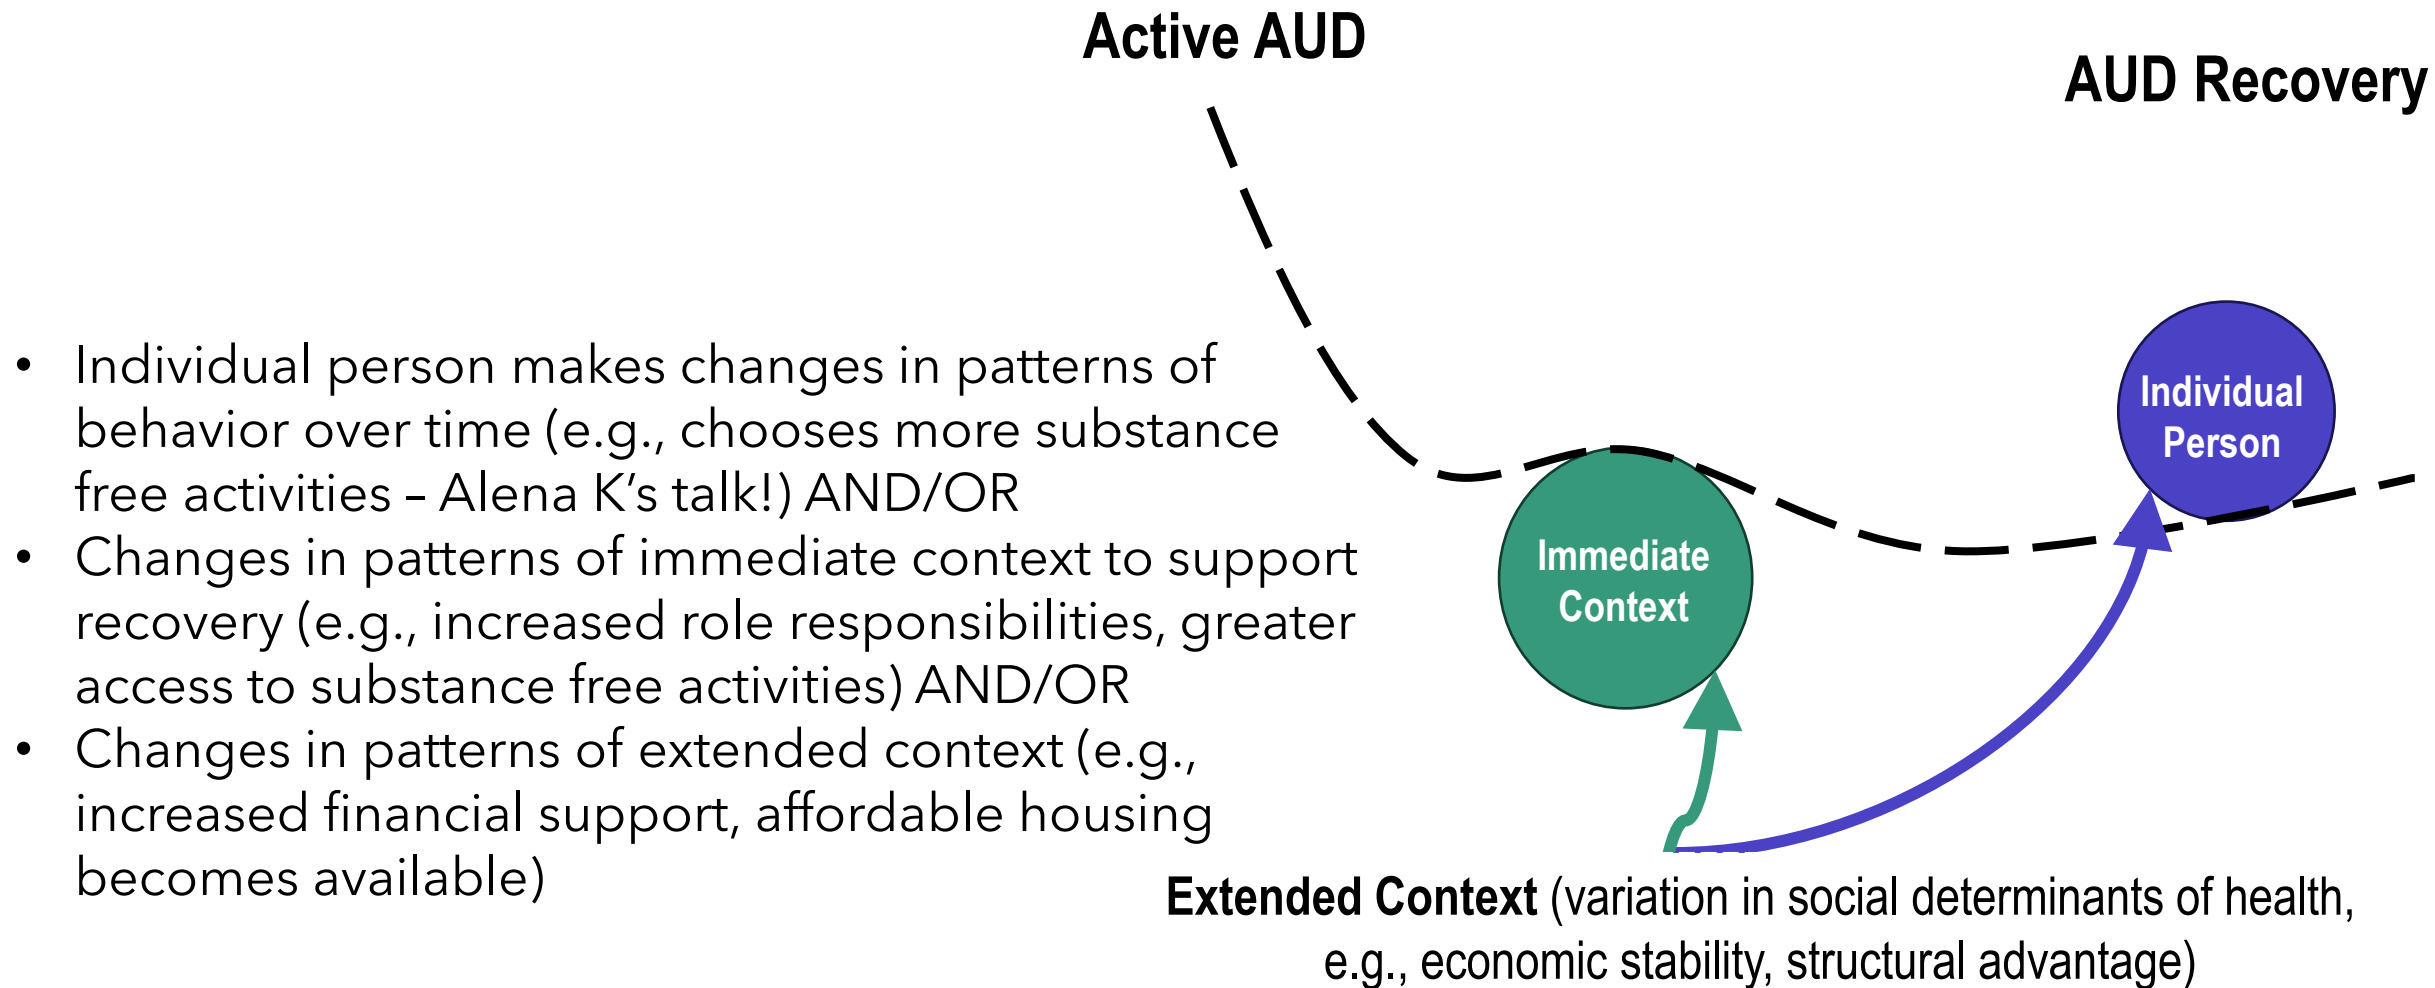 Active AUD
AUD Recovery
• Individual person makes changes in patterns of
behavior over time (e.g., chooses more substance
free activities – Alena K’s talk!) AND/OR
• Changes in patterns of immediate context to support
recovery (e.g., increased role responsibilities, greater
access to substance free activities) AND/OR
• Changes in patterns of extended context (e.g.,
increased financial support, affordable housing
becomes available)
Individual
Person
Immediate
Context
Extended Context (variation in social determinants of health,
e.g., economic stability, structural advantage)